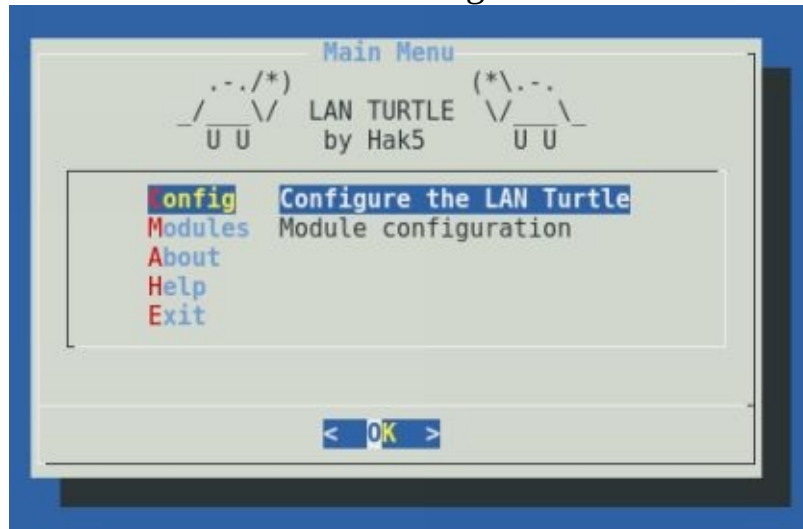 Main Menu
.-./*)              (*\.-.
_/___\/  LAN TURTLE  \/___\_
U U     by Hak5     U U
Config   Configure the LAN Turtle
Modules  Module configuration
About
Help
Exit
<  OK  >